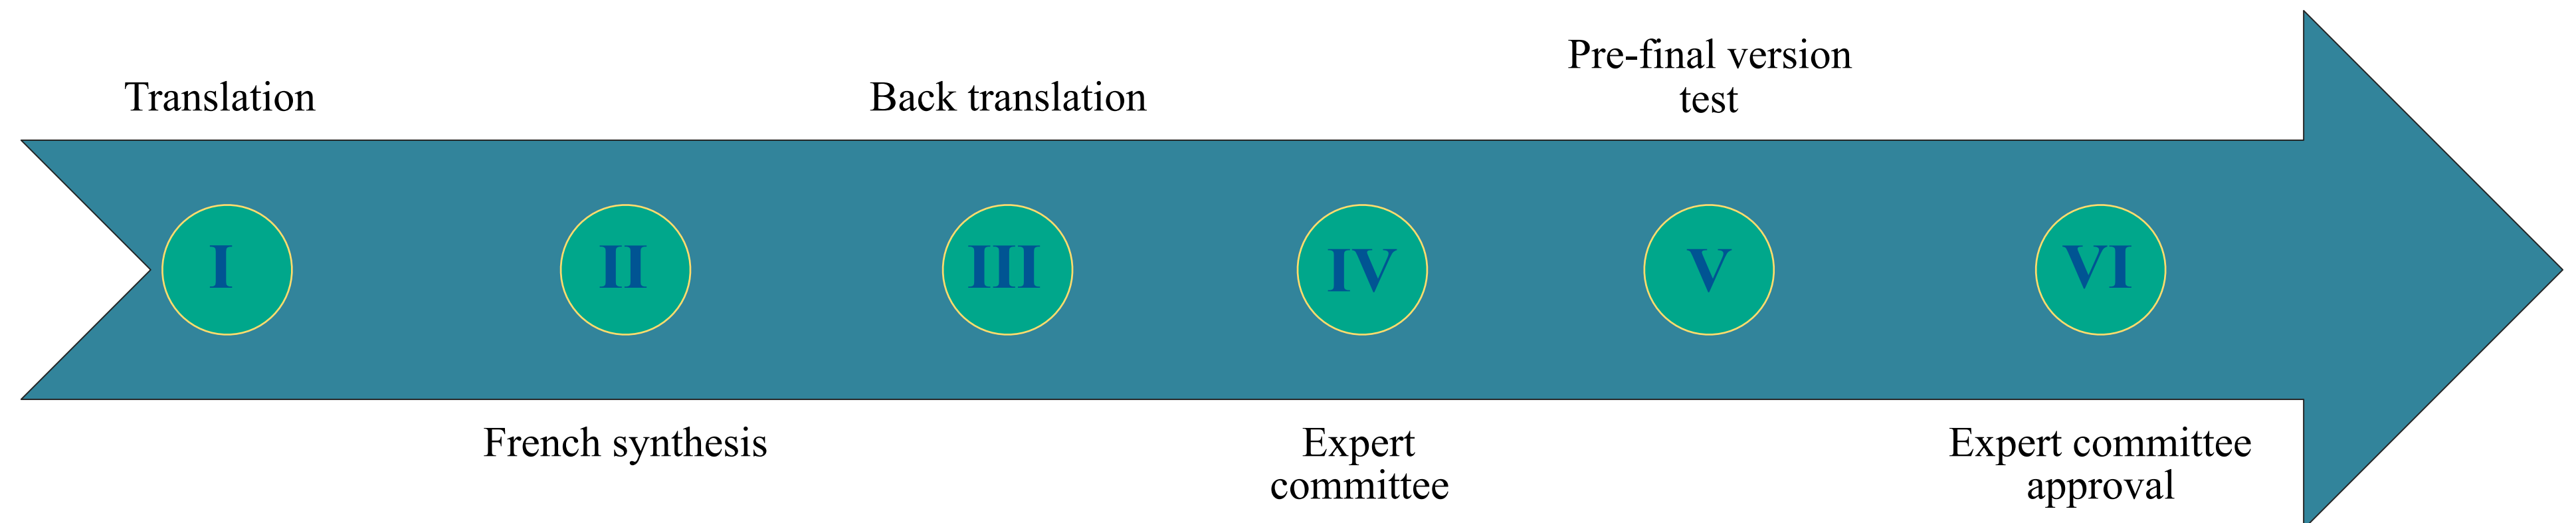 Pre-final version
Translation
Back translation
test
I
II
III
IV
V
VI
French synthesis
Expert
committee
Expert committee
approval